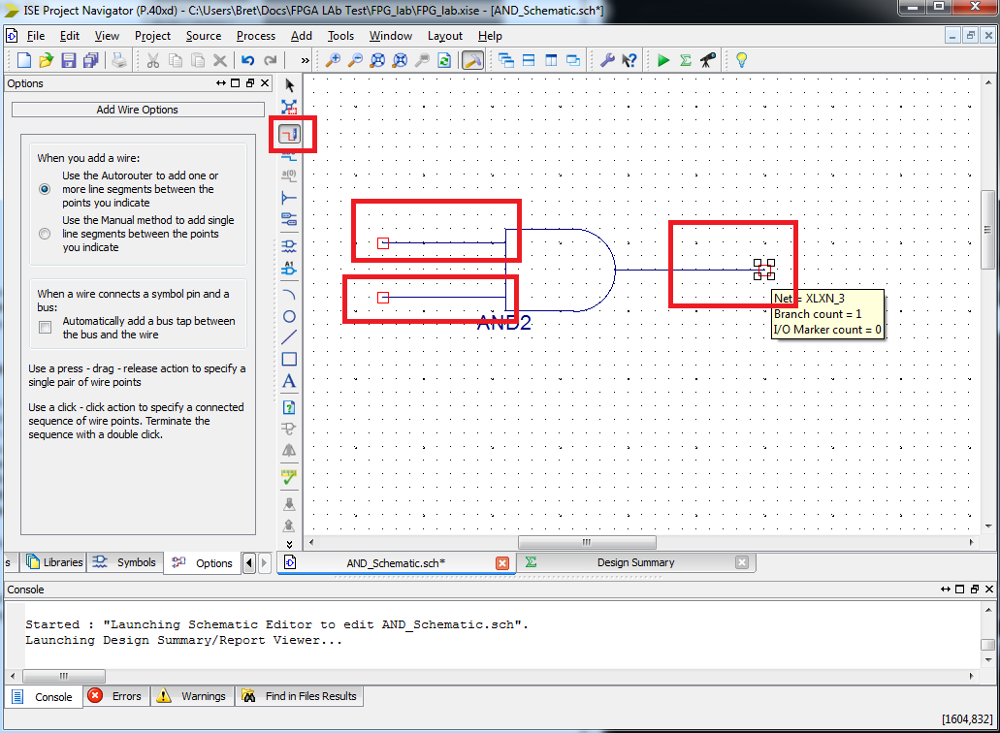 ISE Project Navigator (P.40xd) - C:\Users\Bret\Docs\FPGA LAb Test\FPG_lab\FPG_lab.xise - [AND_Schematic.sch*]
File Edit View Project Source Process Add Tools Window Layout Help
»
Options
Add Wire Options
When you add a wire:
Use the Autorouter to add one or
more line segments between the
points you indicate
Use the Manual method to add single
line segments between the points
you indicate
When a wire connects a symbol pin and a
bus:
Automatically add a bus tap between
the bus and the wire
Use a press - drag - release action to specify a
single pair of wire points
Use a click - click action to specify a connected
sequence of wire points. Terminate the
sequence with a double click.
a(0)
A1
A
AND2
Net = XLXN_3
Branch count = 1
I/O Marker count = 0
s Libraries Symbols Options
AND_Schematic.sch* Design Summary
Console
Started : "Launching Schematic Editor to edit AND_Schematic.sch".
Launching Design Summary/Report Viewer...
Console Errors Warnings Find in Files Results
[1604,832]